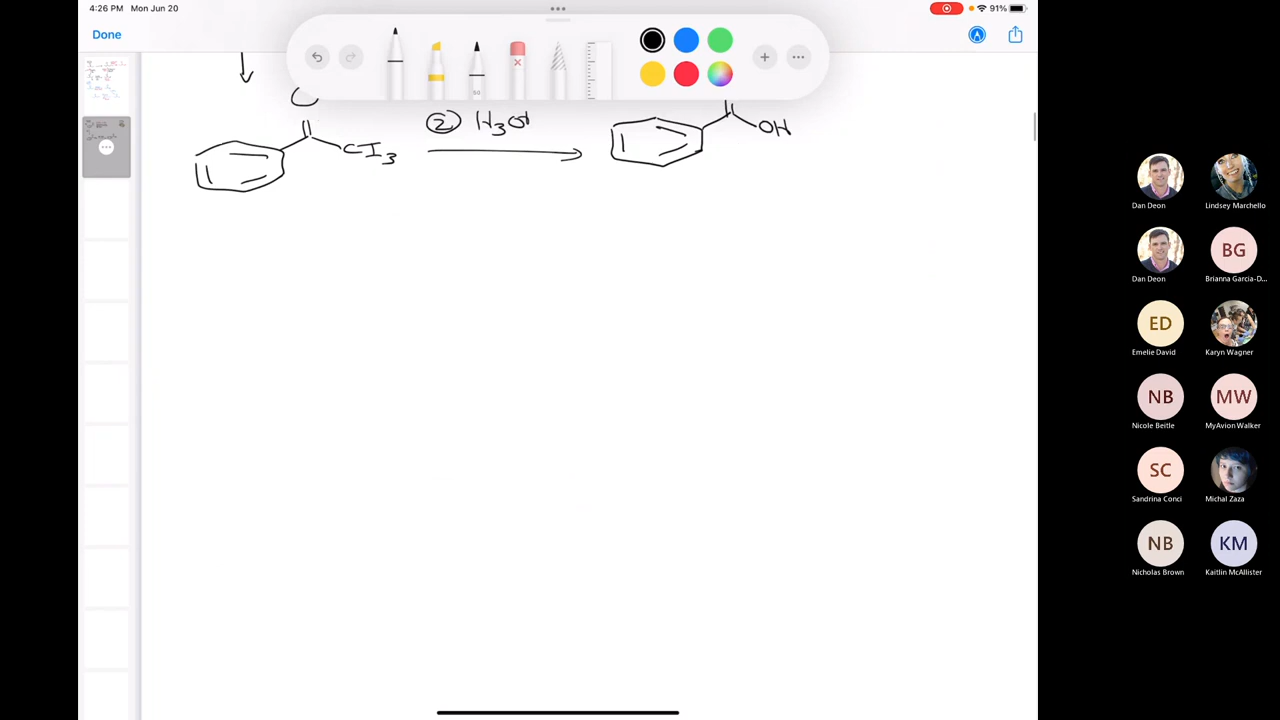 4:26 PM Mon Jun 20
91%
Done
O
② H₃O+
CI₃
OH
Dan Deon
Lindsey Marchello
Dan Deon
BG
Brianna Garcia-D...
ED
Emelie David
Karyn Wagner
NB
Nicole Beitle
MW
MyAvion Walker
SC
Sandrina Conci
Michal Zaza
NB
Nicholas Brown
KM
Kaitlin McAllister